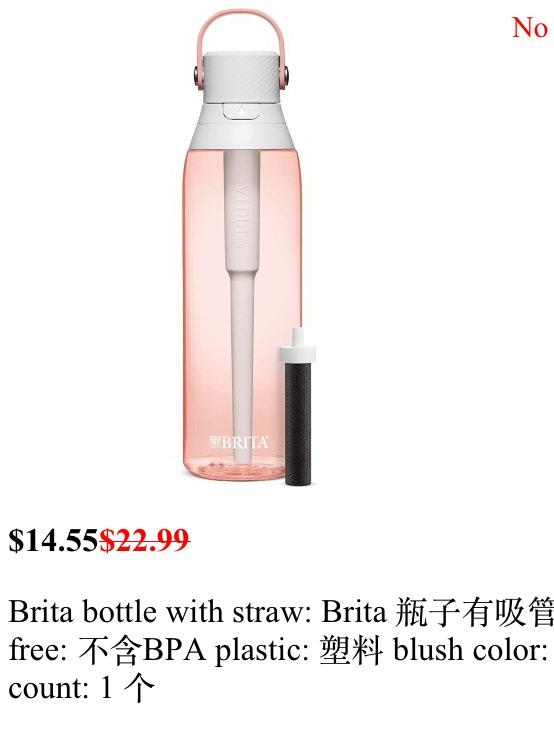 No
BRITA
BRITA
$14.55$22.99
Brita bottle with straw: Brita 瓶子有吸管
free: 不含BPA plastic: 塑料 blush color:
count: 1 个